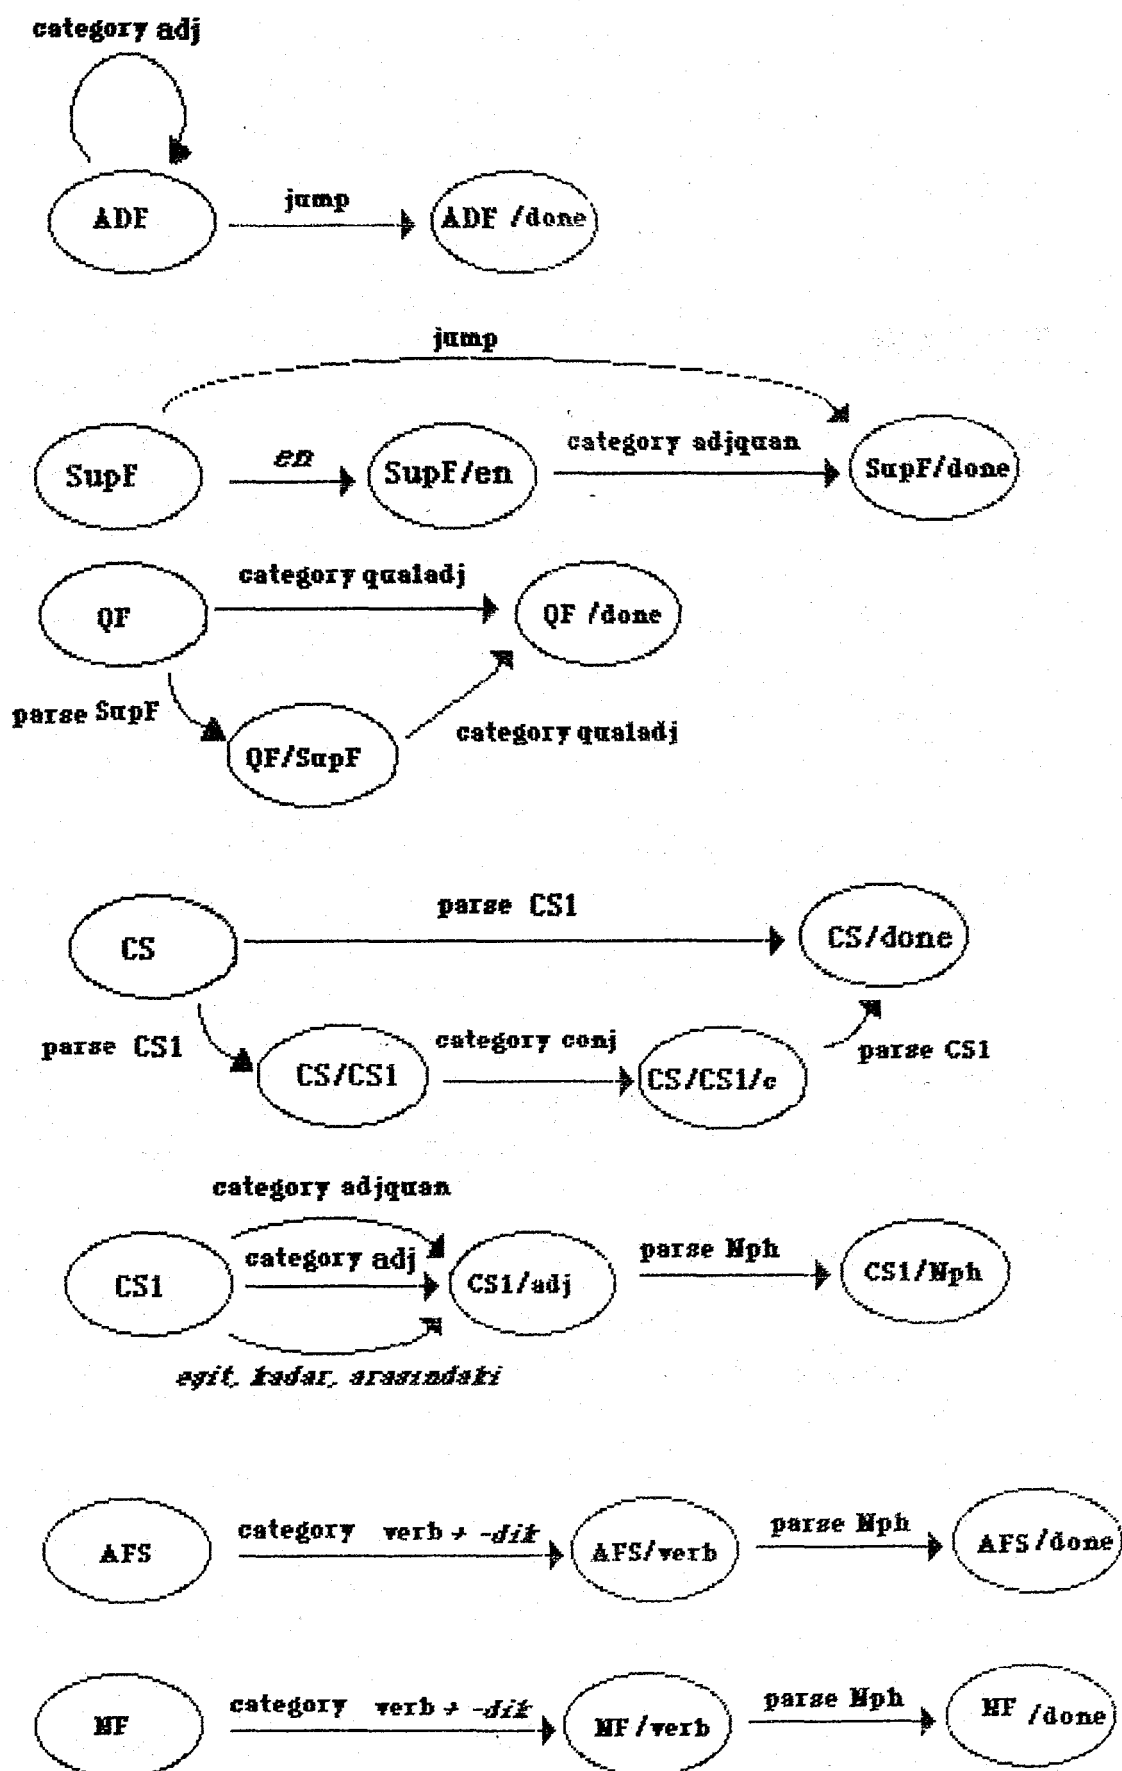 category adj
ADF
jump
ADF /done
jump
SupF
en
SupF/en
category adjquan
SupF/done
QF
category qualadj
QF /done
parse SupF
QF/SupF
category qualadj
CS
parse CS1
CS/done
parse CS1
CS/CS1
category conj
CS/CS1/c
parse CS1
category adjquan
CS1
category adj
CS1/adj
parse Nph
CS1/Nph
eşit, kadar, arasındaki
AFS
category verb + -dik
AFS/verb
parse Nph
AFS/done
NF
category verb + -dik
NF/verb
parse Nph
NF /done